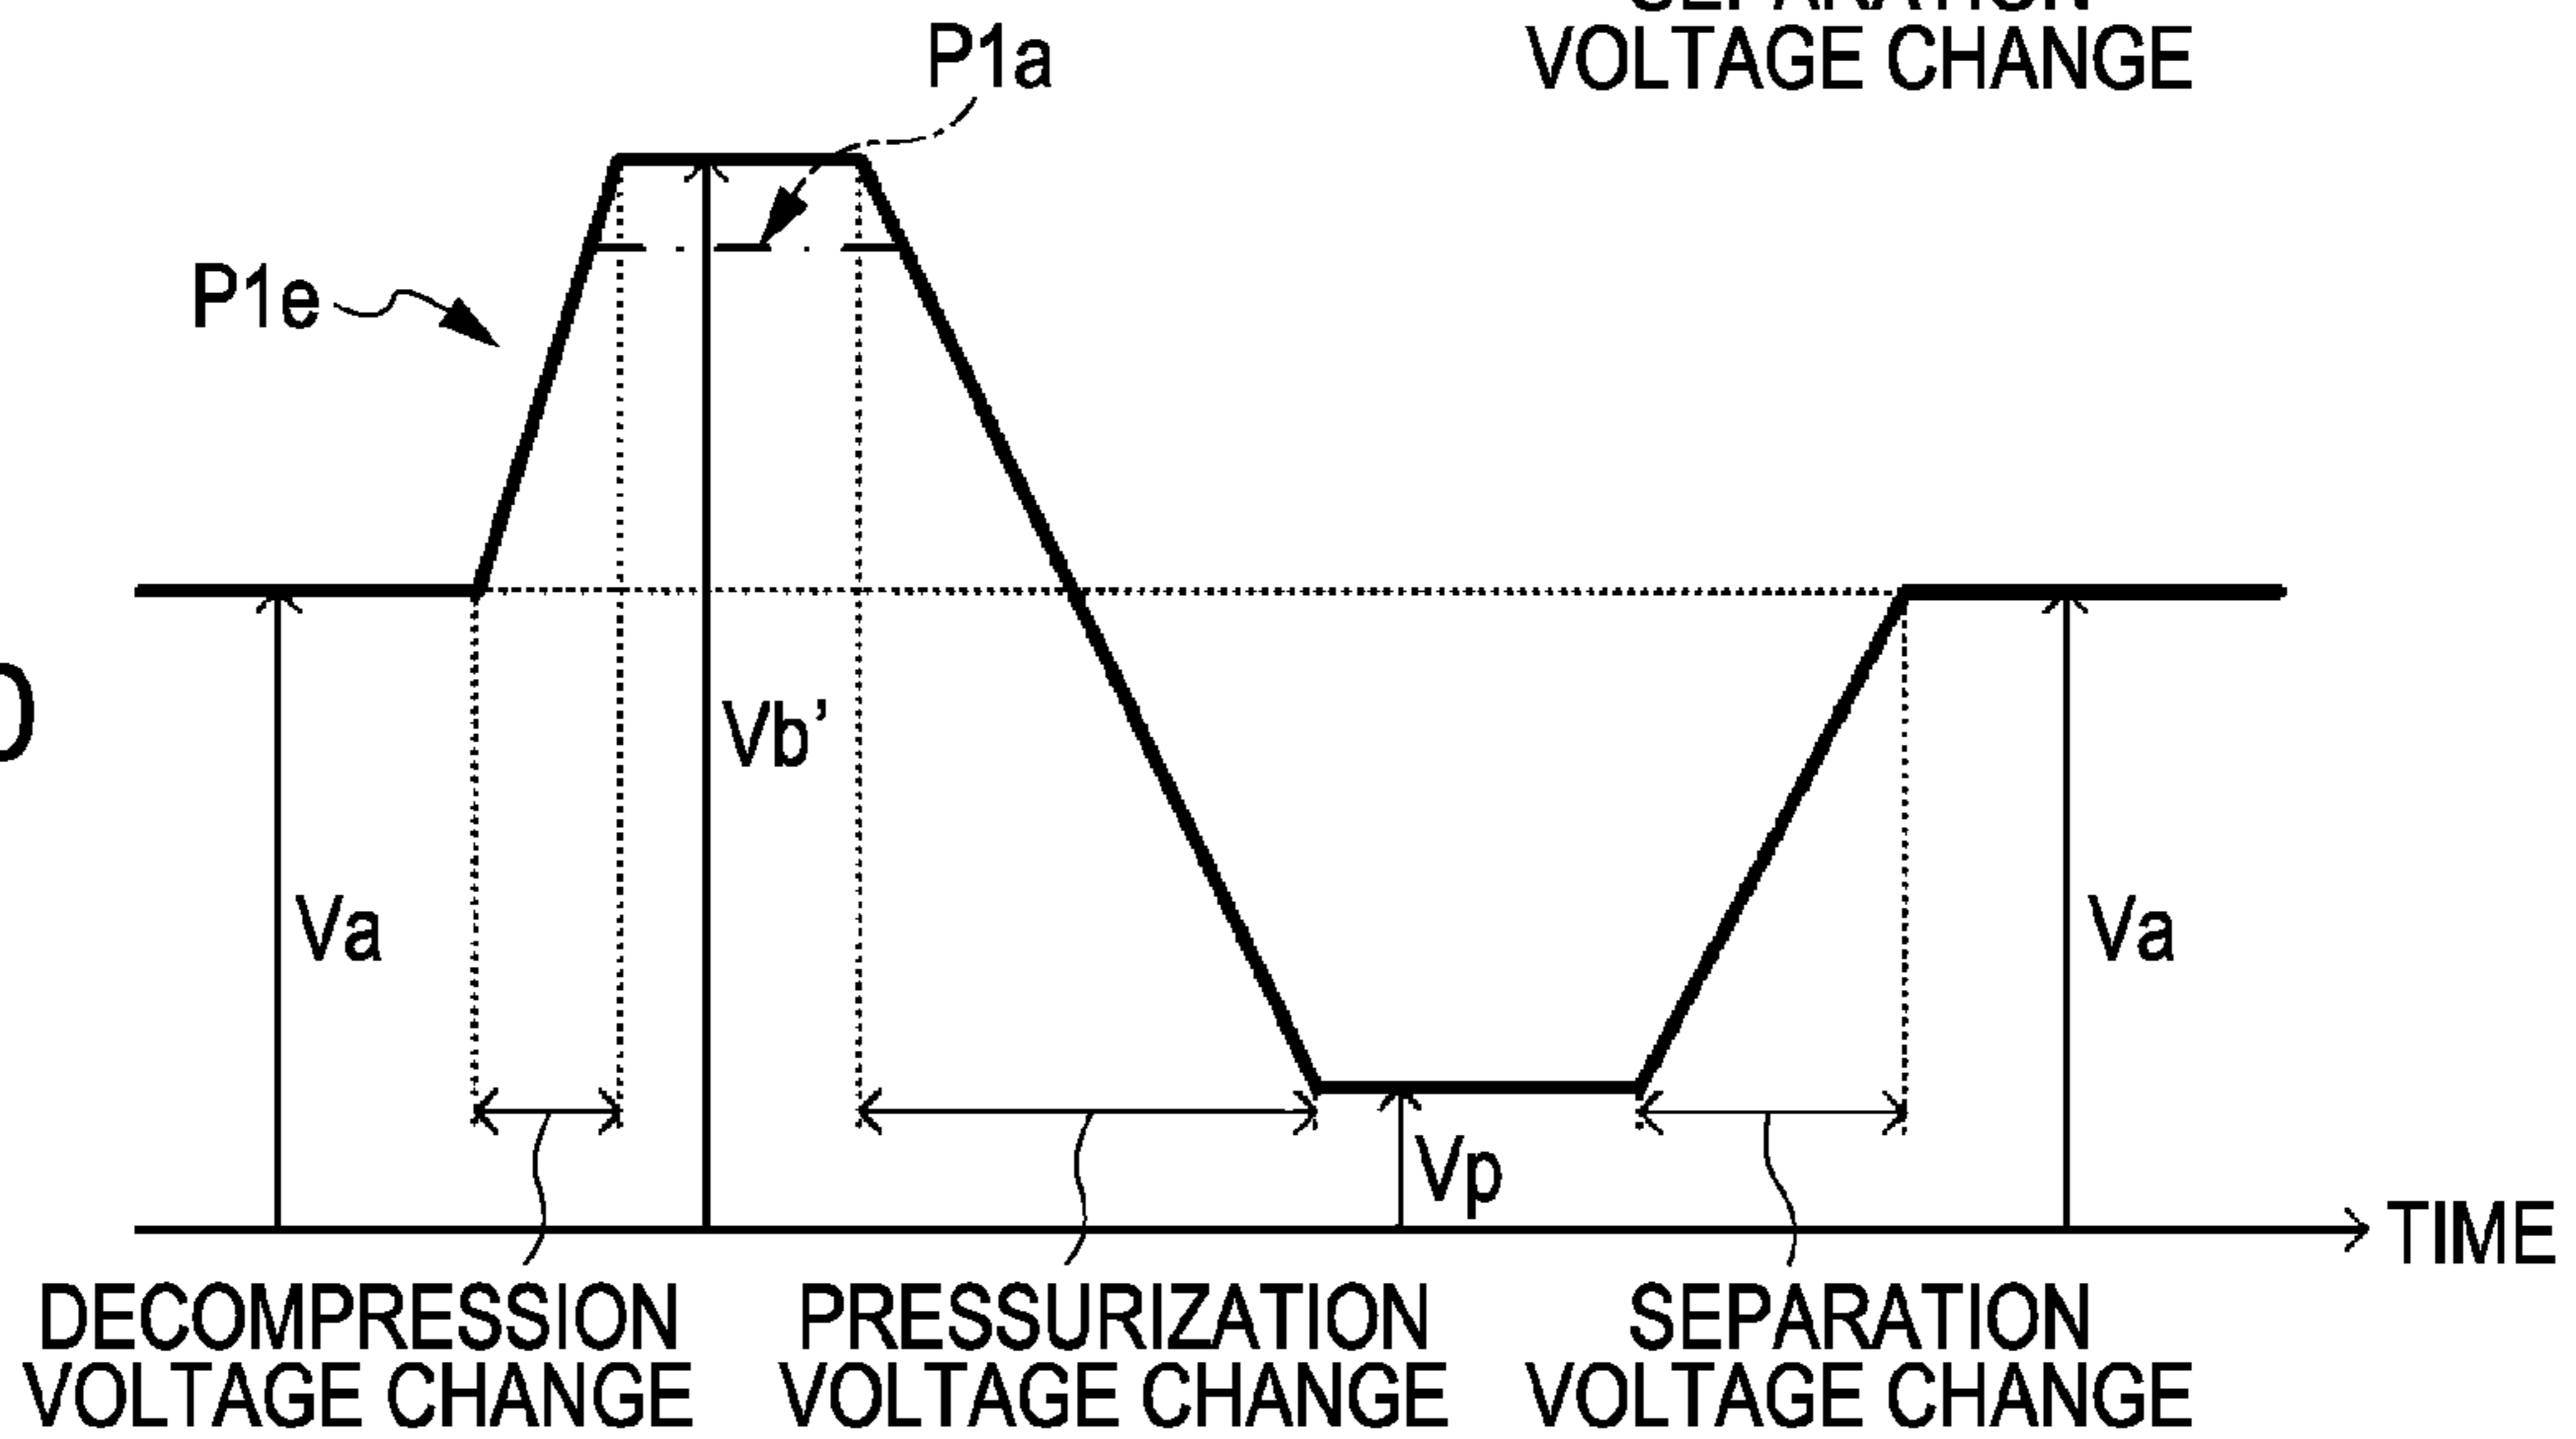 VOLTAGE CHANGE
P1a
P1e
Vb’
Va
Va
Vp
TIME
DECOMPRESSION
VOLTAGE CHANGE
PRESSURIZATION
VOLTAGE CHANGE
SEPARATION
VOLTAGE CHANGE